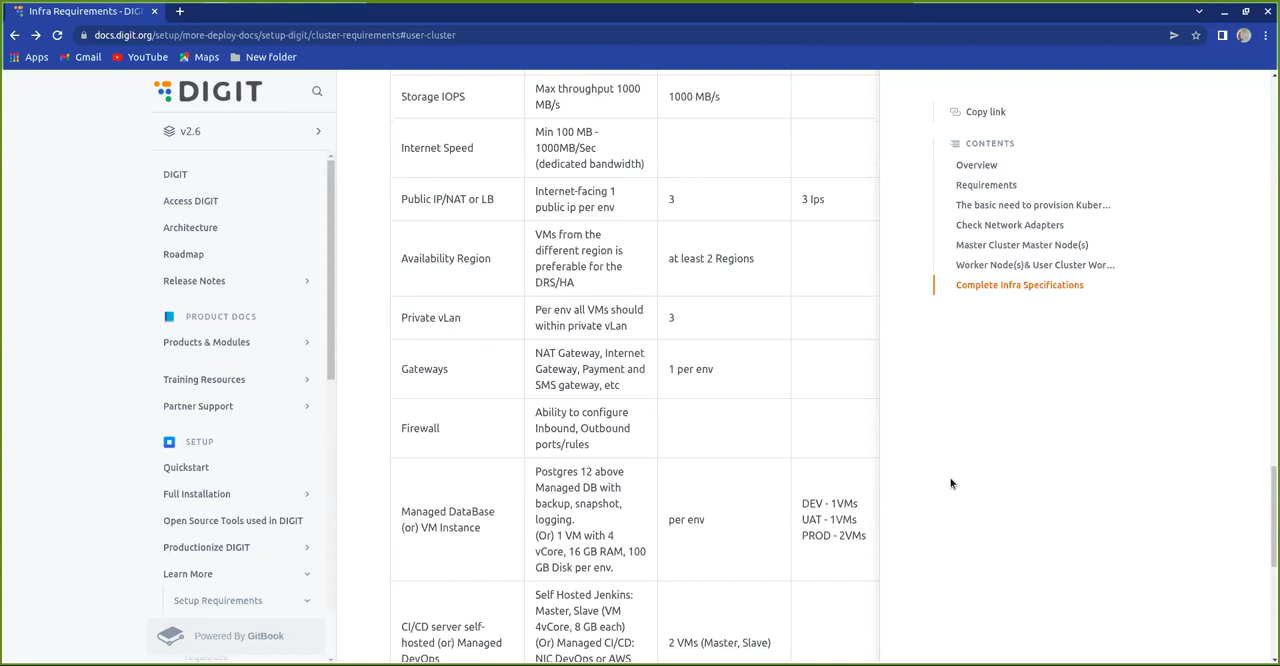 Infra Requirements - DIG
docs.digit.org/setup/more-deploy-docs/setup-digit/cluster-requirements#user-cluster
Apps
Gmail
YouTube
Maps
New folder
DIGIT
v2.6
DIGIT
Access DIGIT
Architecture
Roadmap
Release Notes
PRODUCT DOCS
Products & Modules
Training Resources
Partner Support
SETUP
Quickstart
Full Installation
Open Source Tools used in DIGIT
Productionize DIGIT
Learn More
Setup Requirements
Powered By GitBook
Storage IOPS
Max throughput 1000
MB/s
1000 MB/s
Internet Speed
Min 100 MB -
1000MB/Sec
(dedicated bandwidth)
Public IP/NAT or LB
Internet-facing 1
public ip per env
3
3 Ips
Availability Region
VMs from the
different region is
preferable for the
DRS/HA
at least 2 Regions
Private vLan
Per env all VMs should
within private vLan
3
Gateways
NAT Gateway, Internet
Gateway, Payment and
SMS gateway, etc
1 per env
Firewall
Ability to configure
Inbound, Outbound
ports/rules
Managed DataBase
(or) VM Instance
Postgres 12 above
Managed DB with
backup, snapshot,
logging.
(Or) 1 VM with 4
vCore, 16 GB RAM, 100
GB Disk per env.
per env
DEV - 1VMs
UAT - 1VMs
PROD - 2VMs
CI/CD server self-
hosted (or) Managed
DevOps
Self Hosted Jenkins:
Master, Slave (VM
4vCore, 8 GB each)
(Or) Managed CI/CD:
NIC DevOps or AWS
2 VMs (Master, Slave)
Copy link
CONTENTS
Overview
Requirements
The basic need to provision Kuber...
Check Network Adapters
Master Cluster Master Node(s)
Worker Node(s)& User Cluster Wor...
Complete Infra Specifications